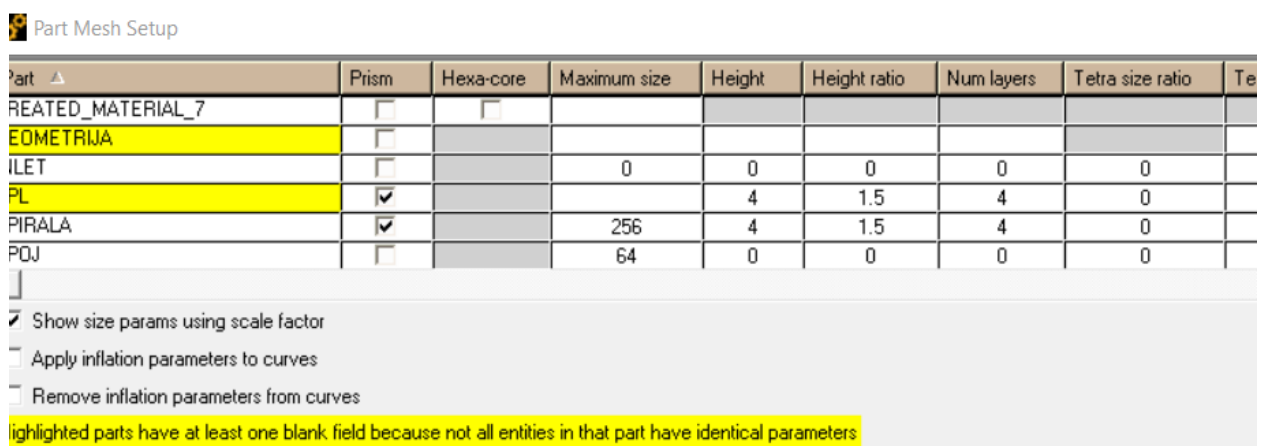 Part Mesh Setup
Part Prism Hexa-core Maximum size Height Height ratio Num layers Tetra size ratio Te
REATED_MATERIAL_7
EOMETRIJA
NLET 0 0 0 0 0
PL 4 1.5 4 0
PIRALA 256 4 1.5 4 0
POJ 64 0 0 0 0
Show size params using scale factor
Apply inflation parameters to curves
Remove inflation parameters from curves
ighlighted parts have at least one blank field because not all entities in that part have identical parameters